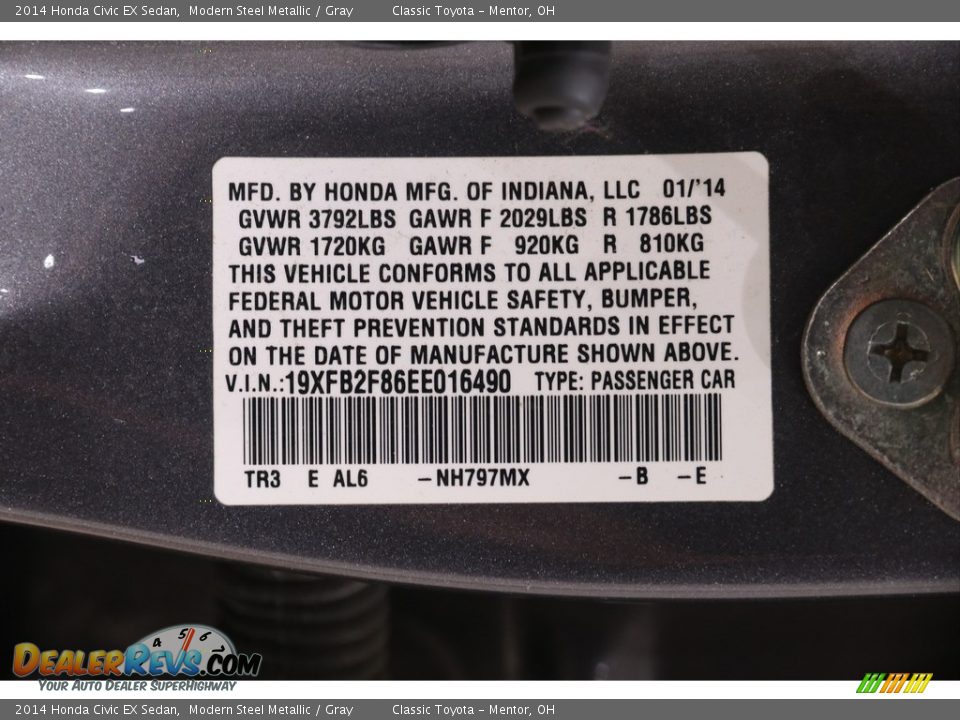 2014 Honda Civic EX Sedan, Modern Steel Metallic / Gray Classic Toyota - Mentor, OH
MFD. BY HONDA MFG. OF INDIANA, LLC 01/'14
GVWR 3792LBS GAWR F 2029LBS R 1786LBS
GVWR 1720KG GAWR F 920KG R 810KG
THIS VEHICLE CONFORMS TO ALL APPLICABLE
FEDERAL MOTOR VEHICLE SAFETY, BUMPER,
AND THEFT PREVENTION STANDARDS IN EFFECT
ON THE DATE OF MANUFACTURE SHOWN ABOVE.
V.I.N.:19XFB2F86EE016490 TYPE: PASSENGER CAR
TR3 E AL6 -NH797MX -B -E
4 5 6
DealerRevs.com
Your Auto Dealer SuperHighway
2014 Honda Civic EX Sedan, Modern Steel Metallic / Gray Classic Toyota - Mentor, OH